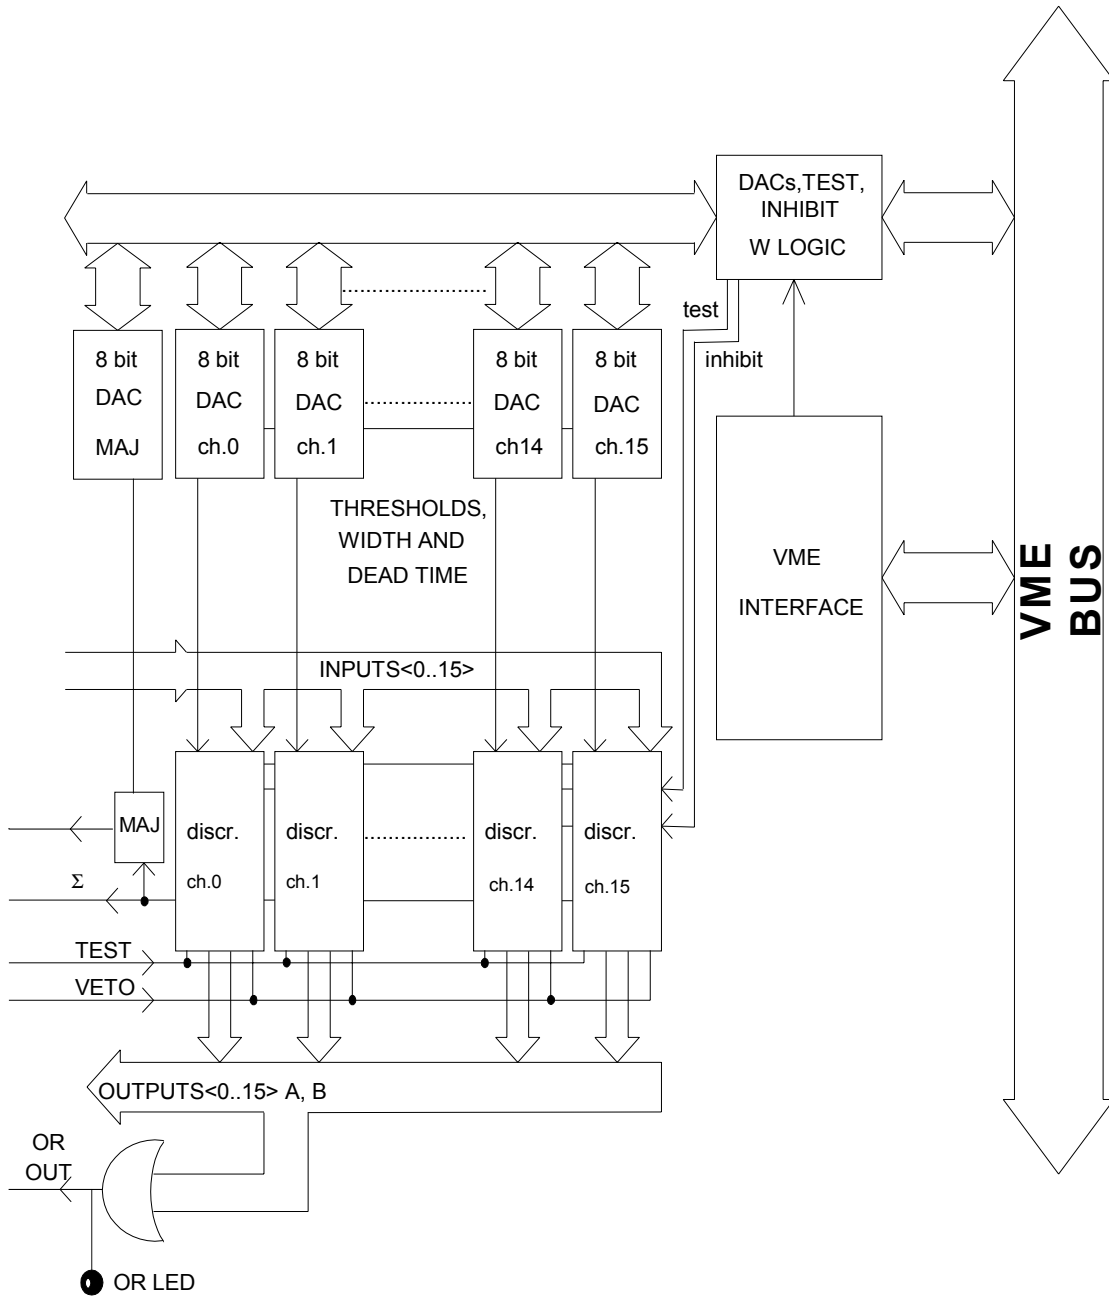 DACs,TEST,
INHIBIT
W LOGIC
test
inhibit
8 bit
DAC
MAJ
8 bit
DAC
ch.0
8 bit
DAC
ch.1
8 bit
DAC
ch14
8 bit
DAC
ch.15
THRESHOLDS,
WIDTH AND
DEAD TIME
VME
INTERFACE
VME
BUS
INPUTS<0..15>
MAJ
discr.
ch.0
discr.
ch.1
discr.
ch.14
discr.
ch.15
Σ
TEST
VETO
OUTPUTS<0..15> A, B
OR
OUT
OR LED